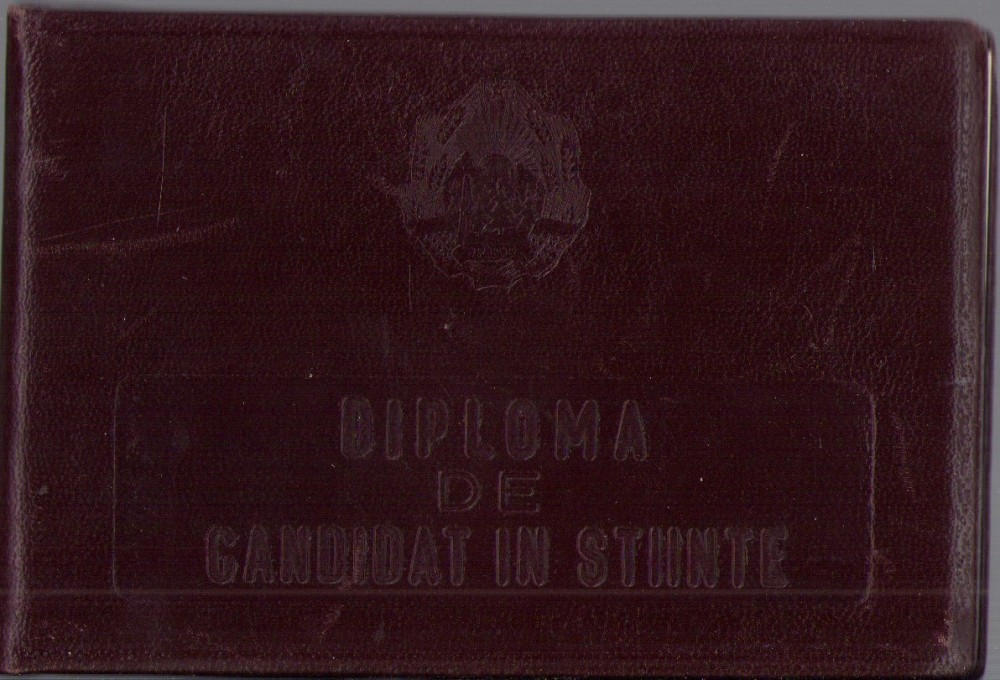 DIPLOMA
DE
CANDIDAT IN STIINTE